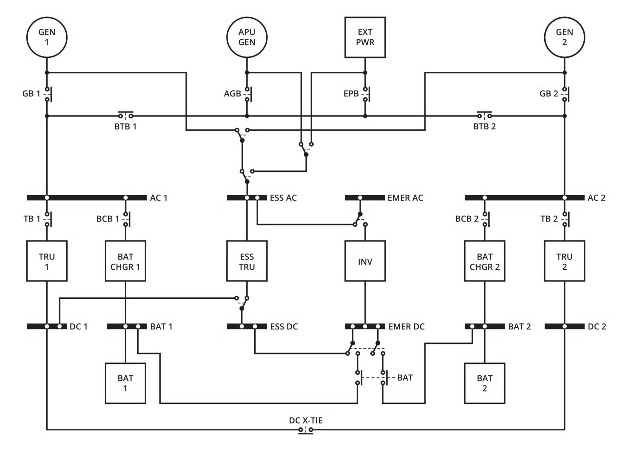 GEN
1
APU
GEN
EXT
PWR
GEN
2
GB 1
AGB
EPB
GB 2
BTB 1
BTB 2
AC 1
ESS AC
EMER AC
AC 2
TB 1
BCB 1
BCB 2
TB 2
TRU
1
BAT
CHGR 1
ESS
TRU
INV
BAT
CHGR 2
TRU
2
DC 1
BAT 1
ESS DC
EMER DC
BAT 2
DC 2
BAT
1
BAT
BAT
2
DC X-TIE